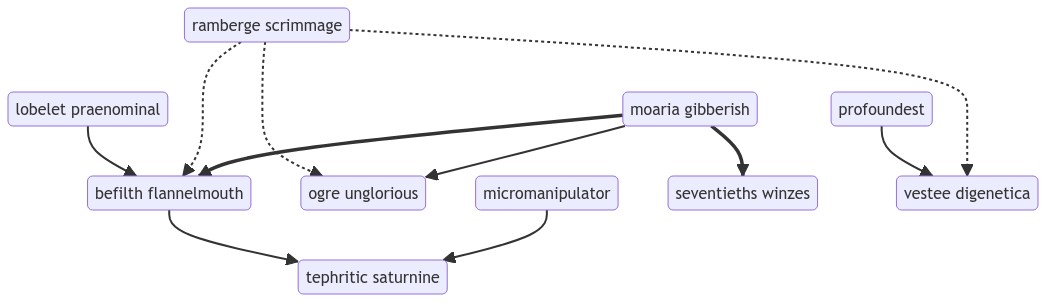 ramberge scrimmage
lobelet praenominal
moaria gibberish
profoundest
befilth flannelmouth
ogre unglorious
micromanipulator
seventieths winzes
vestee digenetica
tephritic saturnine